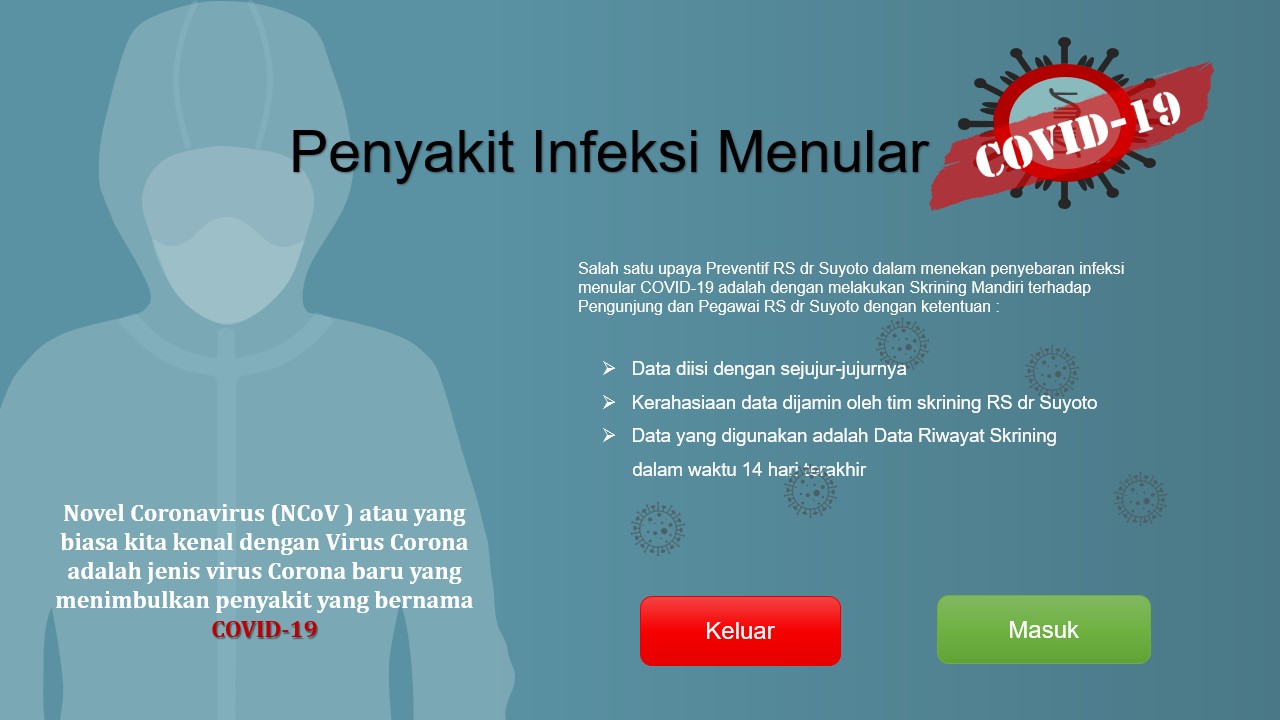 Penyakit Infeksi Menular
COVID-19
Salah satu upaya Preventif RS dr Suyoto dalam menekan penyebaran infeksi
menular COVID-19 adalah dengan melakukan Skrining Mandiri terhadap
Pengunjung dan Pegawai RS dr Suyoto dengan ketentuan :
Data diisi dengan sejujur-jujurnya
Kerahasiaan data dijamin oleh tim skrining RS dr Suyoto
Data yang digunakan adalah Data Riwayat Skrining
dalam waktu 14 hari terakhir
Novel Coronavirus (NCoV ) atau yang
biasa kita kenal dengan Virus Corona
adalah jenis virus Corona baru yang
menimbulkan penyakit yang bernama
COVID-19
Keluar
Masuk